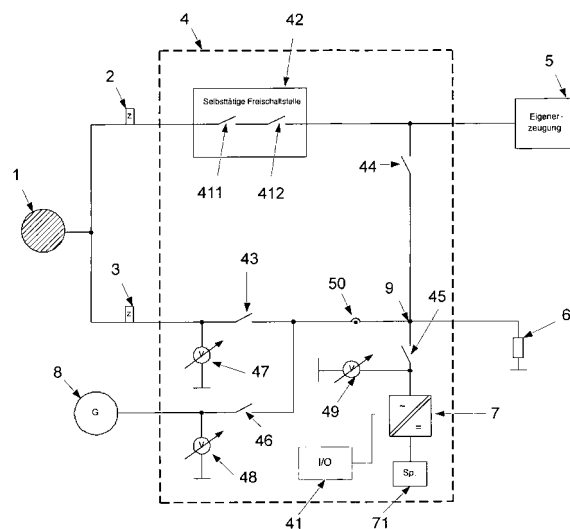 4
42
2
5
Selbsttätige Freischaltstelle
Z
Eigener-
zeugung
411
412
44
1
3
43
50
9
45
Z
6
8
V
47
V
49
G
46
~
=
7
V
48
I/O
Sp.
41
71